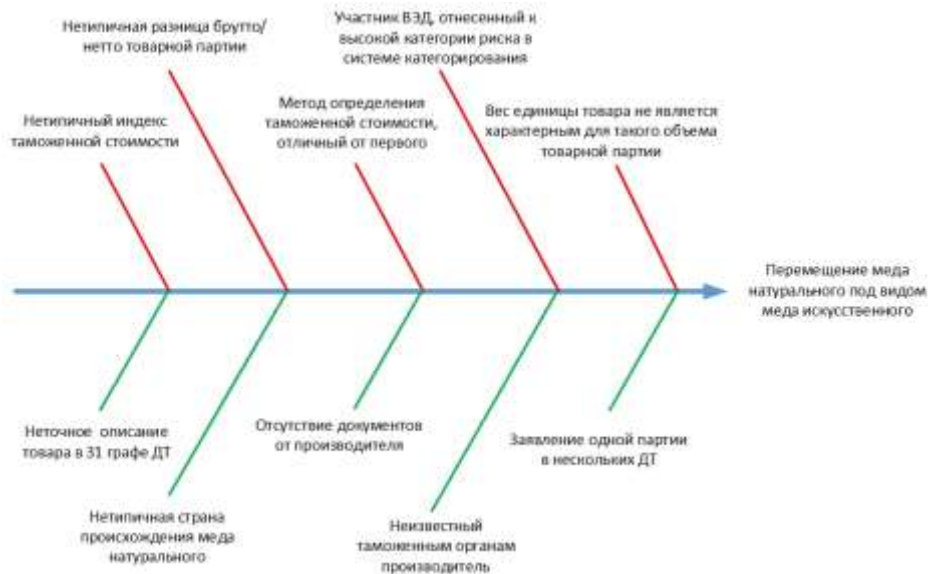 Нетипичная разница брутто/
нетто товарной партии
Участник ВЭД, отнесенный к
высокой категории риска в
системе категорирования
Нетипичный индекс
таможенной стоимости
Метод определения
таможенной стоимости,
отличный от первого
Вес единицы товара не является
характерным для такого объема
товарной партии
Перемещение меда
натурального под видом
меда искусственного
Неточное описание
товара в 31 графе ДТ
Отсутствие документов
от производителя
Заявление одной партии
в нескольких ДТ
Нетипичная страна
происхождения меда
натурального
Неизвестный
таможенным органам
производитель